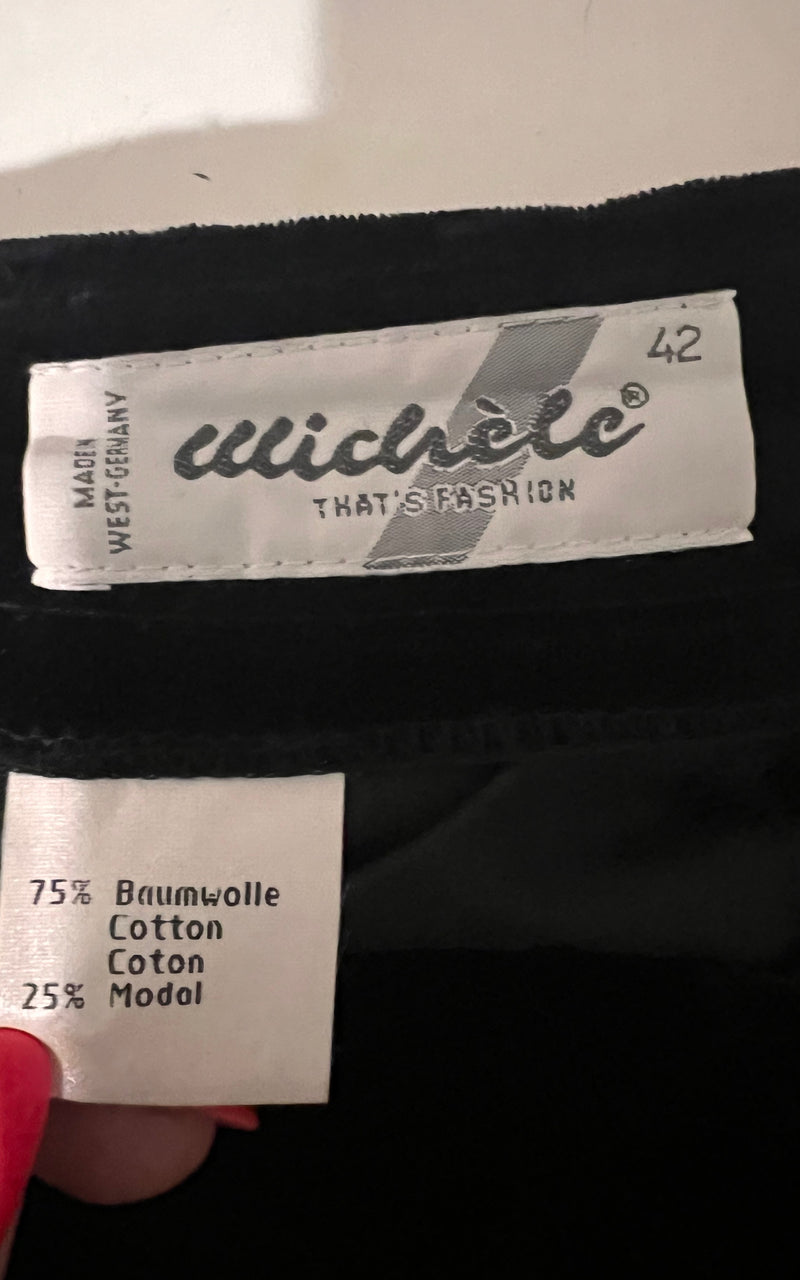 42
Michèle®
THAT'S FASHION
MADE IN
WEST-GERMANY
75% Baumwolle
Cotton
Coton
25% Modal